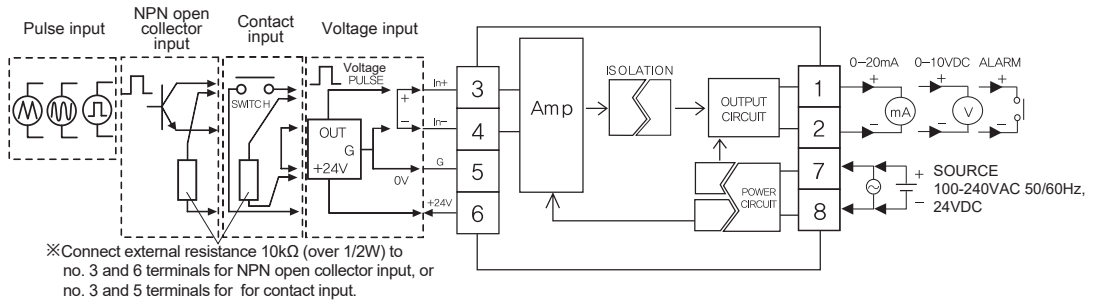 Pulse input
NPN open
collector
input
Contact
input
Voltage input
SWITCH
Voltage
PULSE
OUT
G
+24V
0V
+
−
In+
In−
G
+24V
3
4
5
6
Amp
ISOLATION
OUTPUT
CIRCUIT
POWER
CIRCUIT
1
2
7
8
0−20mA
0−10VDC
ALARM
+
+
+
mA
V
−
−
−
+
−
SOURCE
100-240VAC 50/60Hz,
24VDC
※Connect external resistance 10kΩ (over 1/2W) to
no. 3 and 6 terminals for NPN open collector input, or
no. 3 and 5 terminals for for contact input.